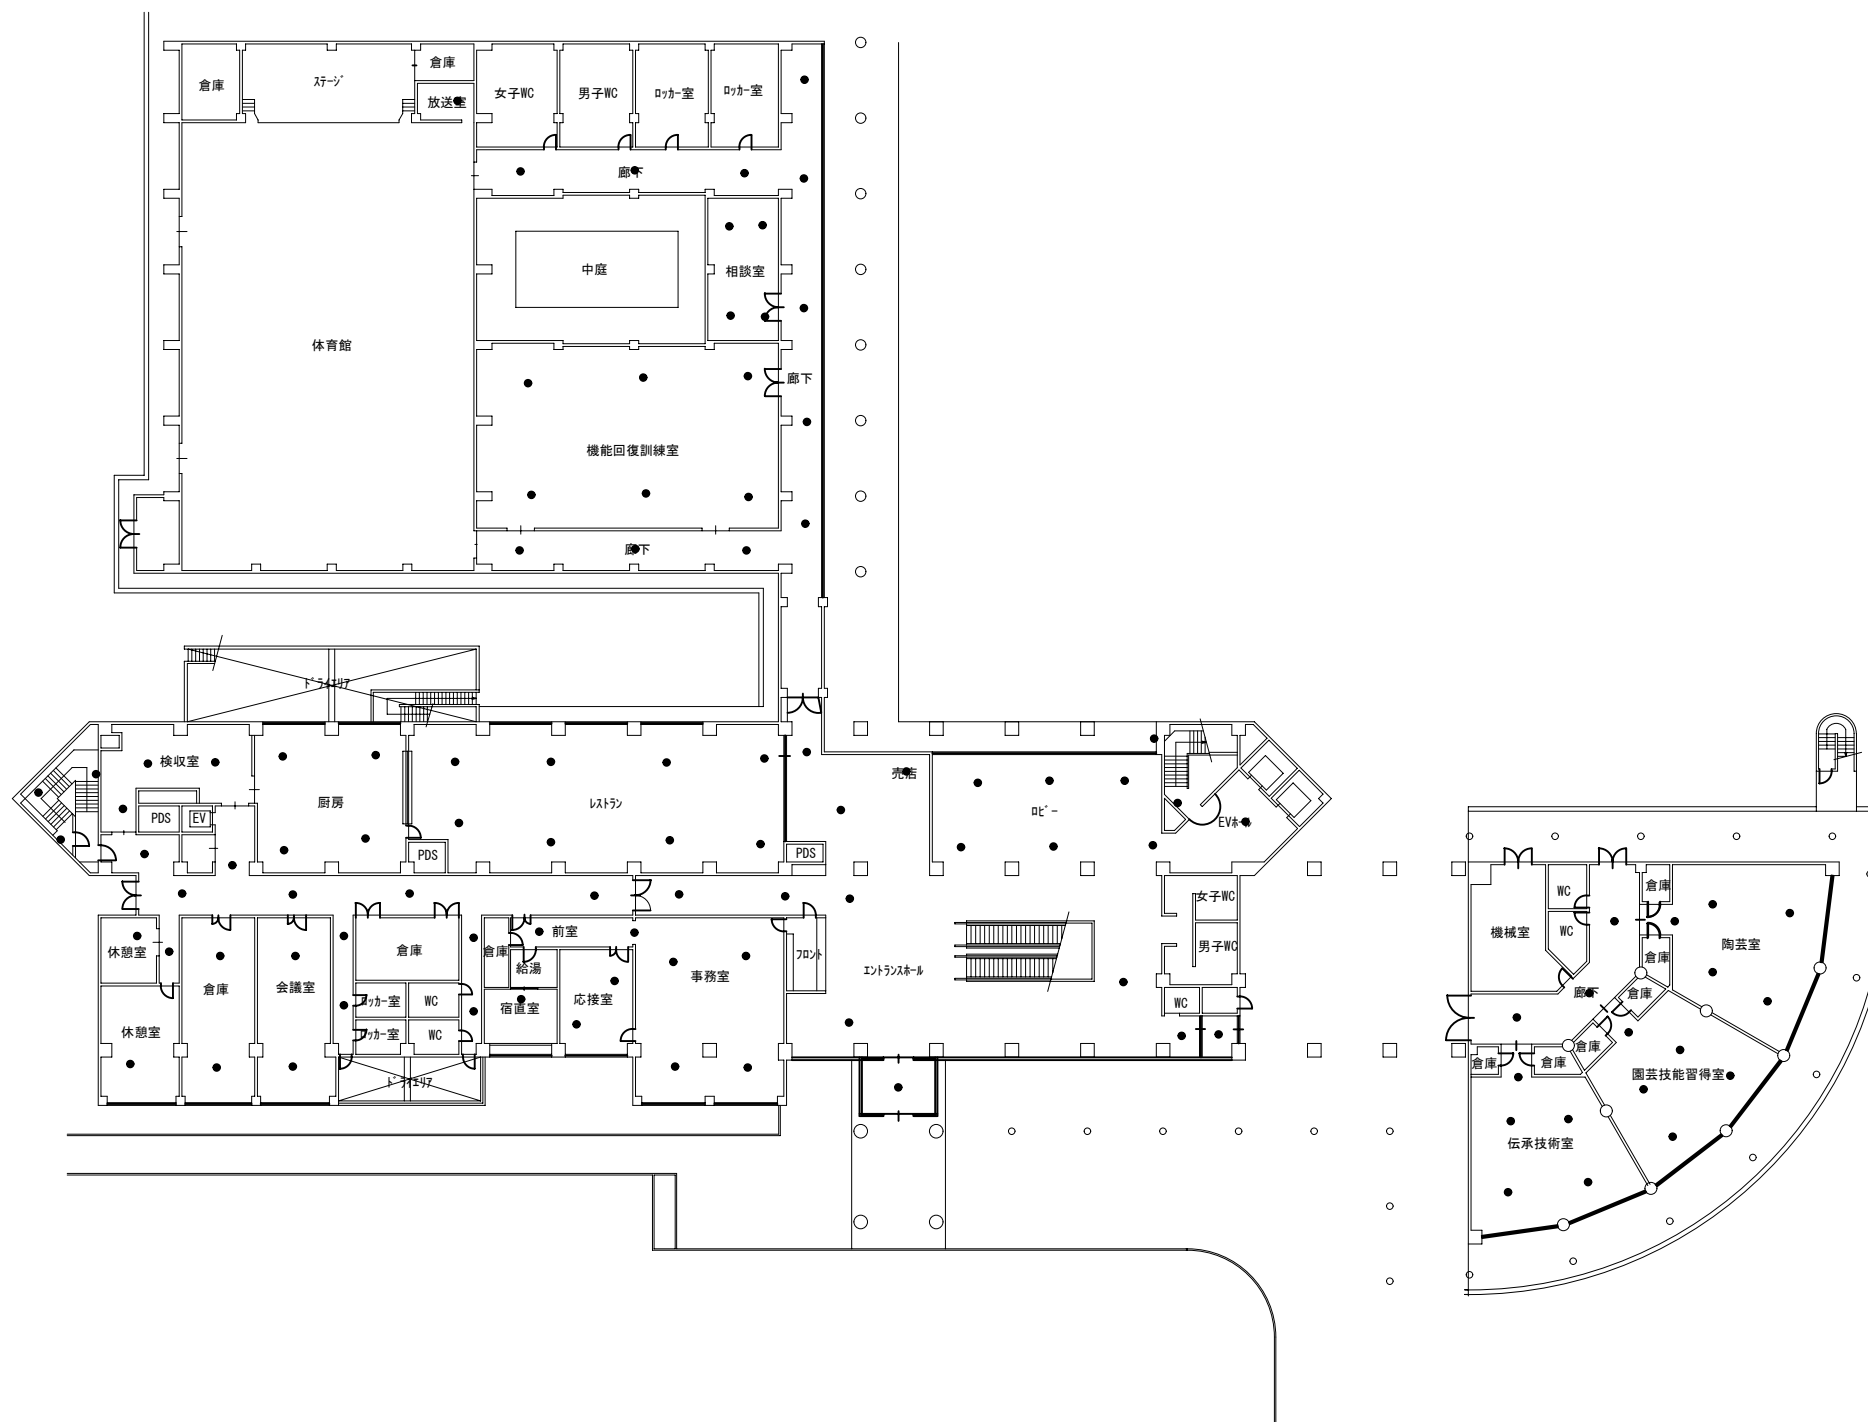 倉庫
ｽﾃｰｼﾞ
倉庫
放送室
女子WC
男子WC
ﾛｯｶｰ室
ﾛｯｶｰ室
廊下
中庭
相談室
体育館
廊下
機能回復訓練室
廊下
ﾄﾞﾗｲｴﾘｱ
検収室
PDS
EV
厨房
ﾚｽﾄﾗﾝ
PDS
売店
ﾛﾋﾞｰ
EVﾎｰﾙ
PDS
休憩室
休憩室
倉庫
会議室
倉庫
ﾛｯｶｰ室
WC
ﾛｯｶｰ室
WC
ﾄﾞﾗｲｴﾘｱ
倉庫
前室
給湯
宿直室
応接室
事務室
ﾌﾛﾝﾄ
ｴﾝﾄﾗﾝｽﾎｰﾙ
女子WC
男子WC
WC
機械室
WC
WC
倉庫
倉庫
陶芸室
廊下
倉庫
倉庫
倉庫
倉庫
園芸技能習得室
伝承技術室